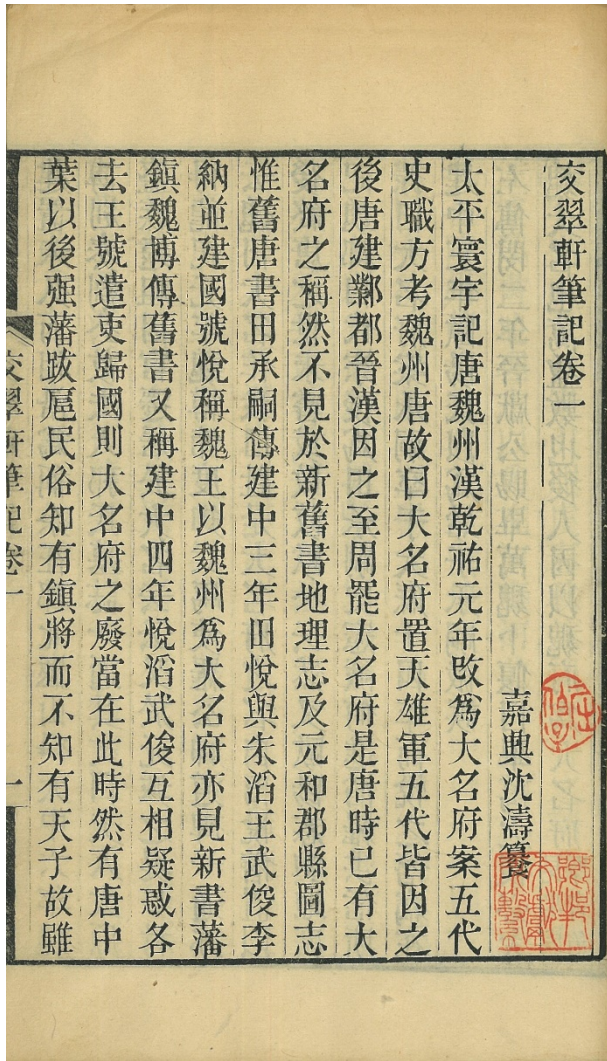 交翠軒筆記卷一
嘉興沈濤纂
太平寰宇記唐魏州漢乾祐元年改爲大名府案五代
史職方考魏州唐故曰大名府置天雄軍五代皆因之
後唐建鄴都晉漢因之至周罷大名府是唐時已有大
名府之稱然不見於新舊書地理志及元和郡縣圖志
惟舊唐書田承嗣傳建中三年田悅與朱滔王武俊李
納並建國號悅稱魏王以魏州爲大名府亦見新書藩
鎮魏博傳舊書又稱建中四年悅滔武俊互相疑惑各
去王號遣吏歸國則大名府之廢當在此時然有唐中
葉以後强藩跋扈民俗知有鎮將而不知有天子故雖
交翠軒筆記卷一
一